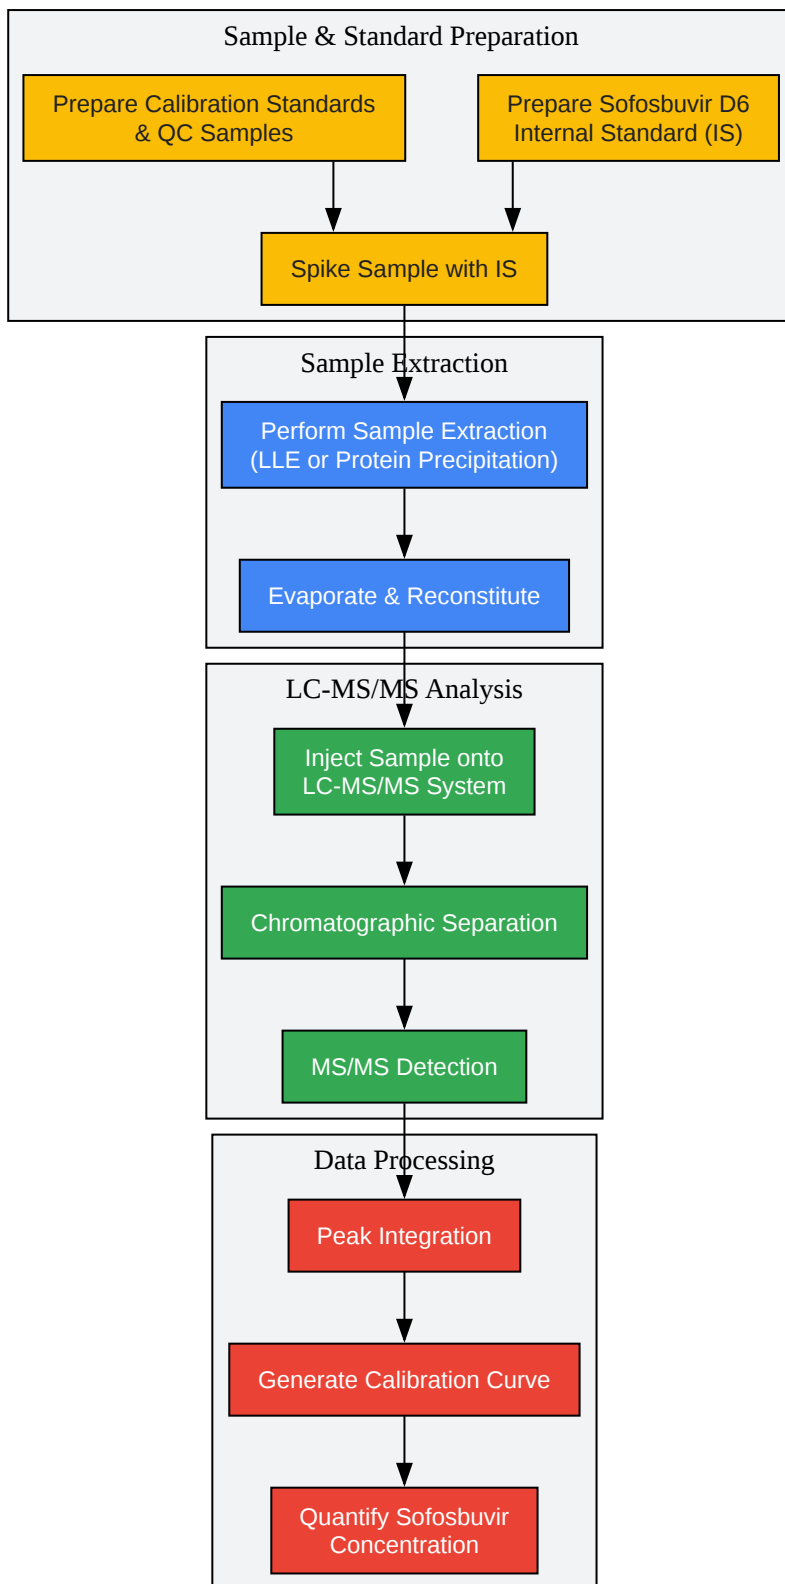 Sample & Standard Preparation
Prepare Calibration Standards
& QC Samples
Prepare Sofosbuvir D6
Internal Standard (IS)
Spike Sample with IS
Sample Extraction
Perform Sample Extraction
(LLE or Protein Precipitation)
Evaporate & Reconstitute
LC-MS/MS Analysis
Inject Sample onto
LC-MS/MS System
Chromatographic Separation
MS/MS Detection
Data Processing
Peak Integration
Generate Calibration Curve
Quantify Sofosbuvir
Concentration